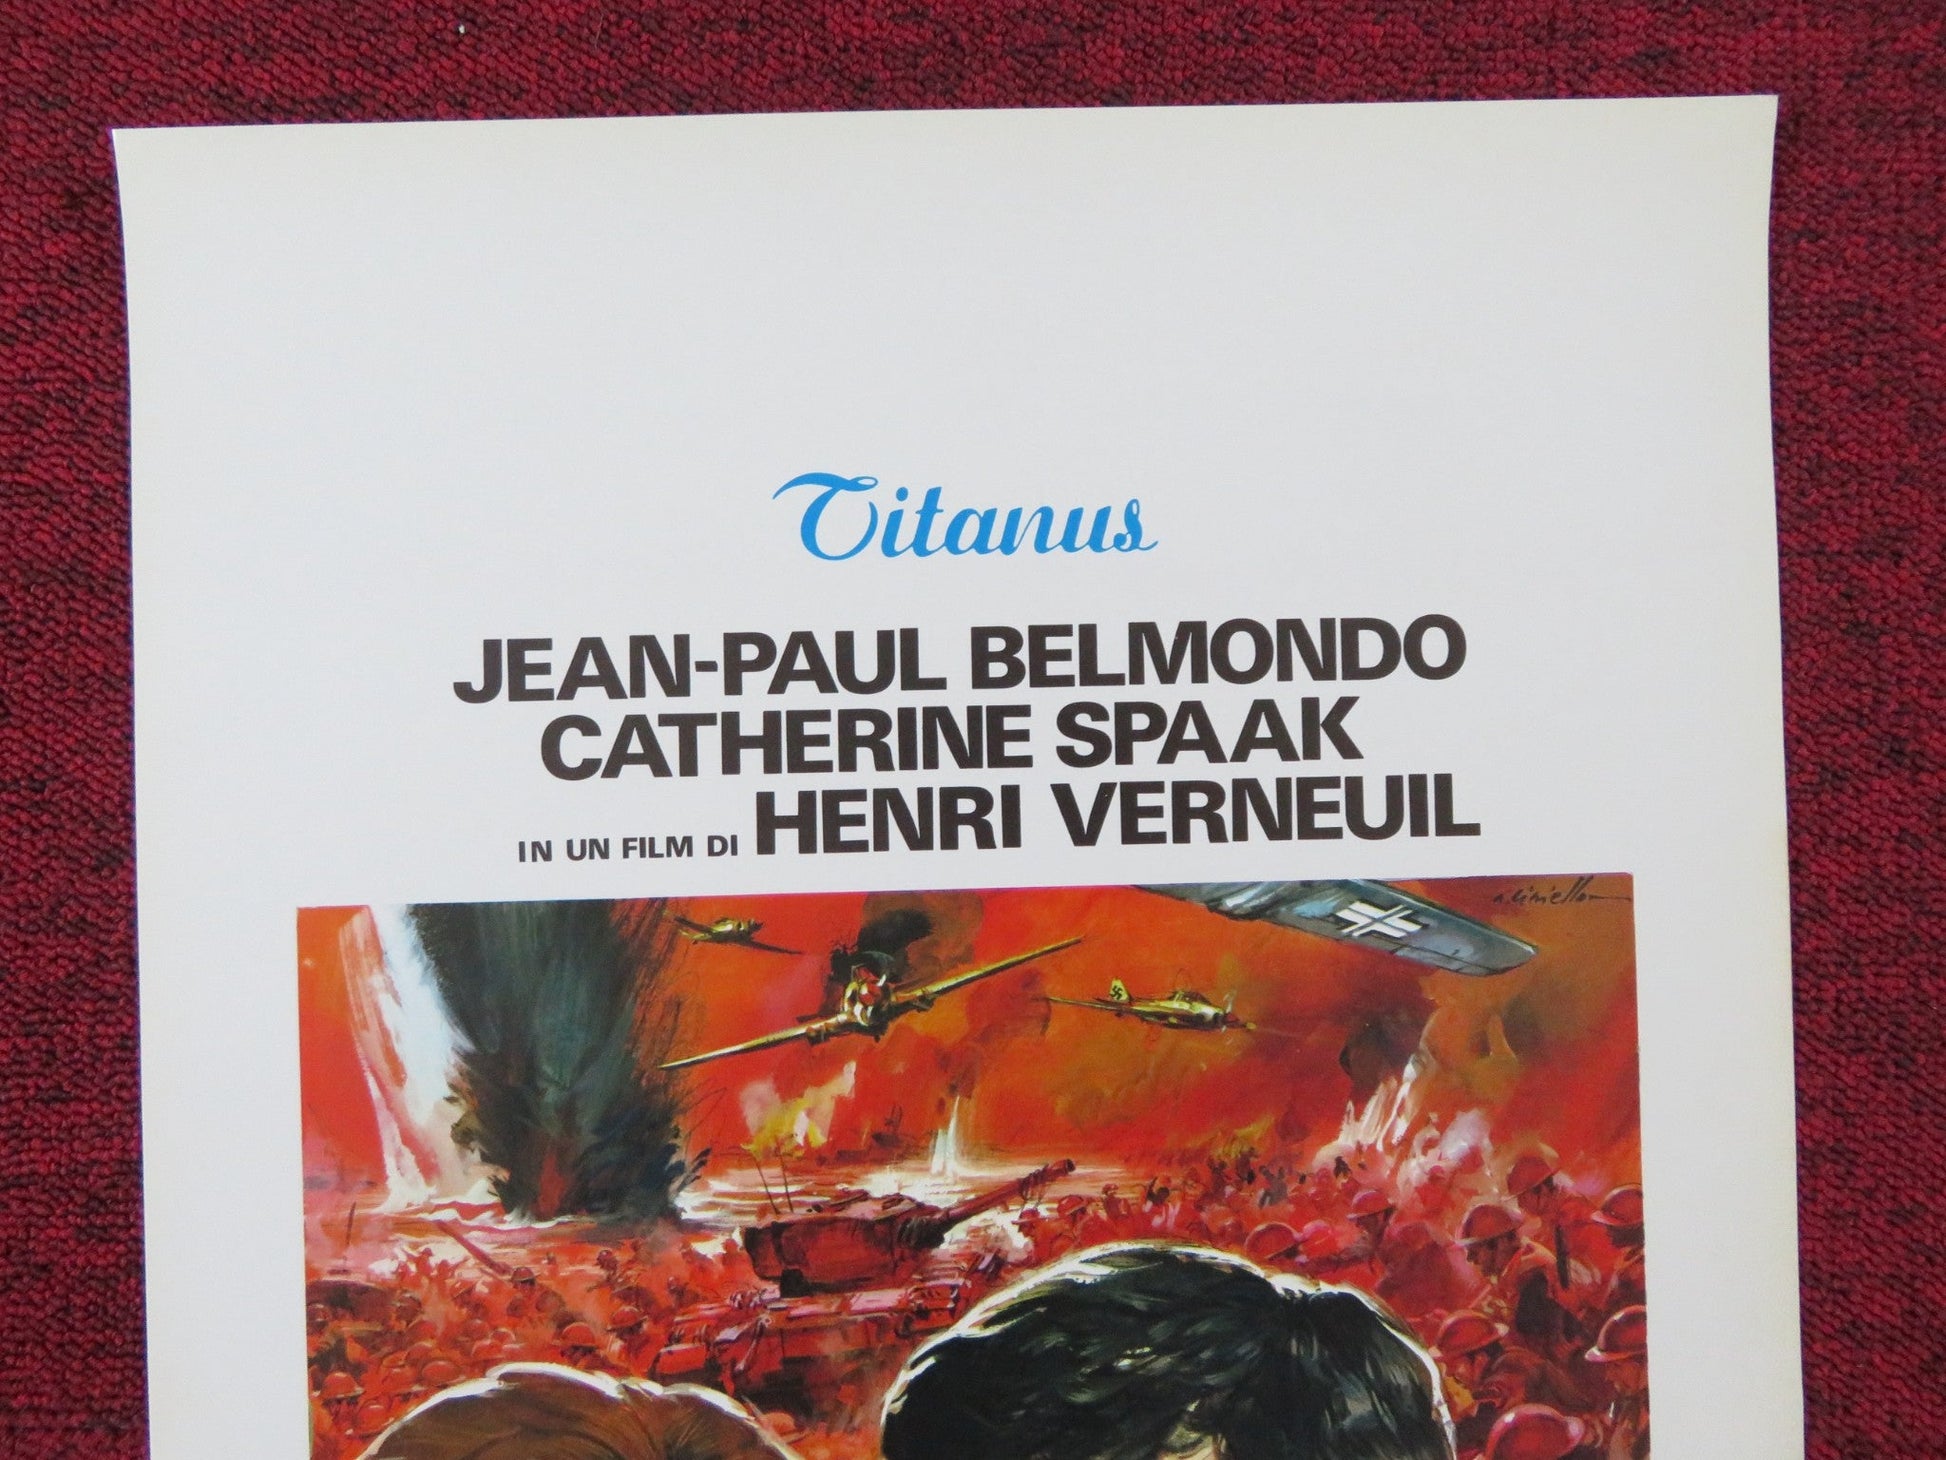 Titanus
JEAN-PAUL BELMONDO
CATHERINE SPAAK
IN UN FILM DI HENRI VERNEUIL